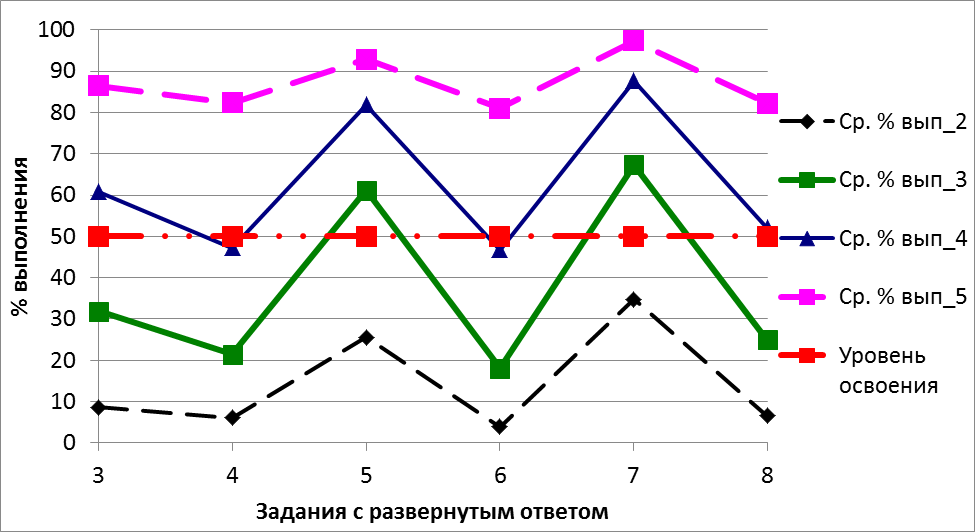 100
90
80
70
60
50
40
30
20
10
0
% выполнения
3 4 5 6 7 8
Задания с развернутым ответом
Ср. % вып_2
Ср. % вып_3
Ср. % вып_4
Ср. % вып_5
Уровень
освоения